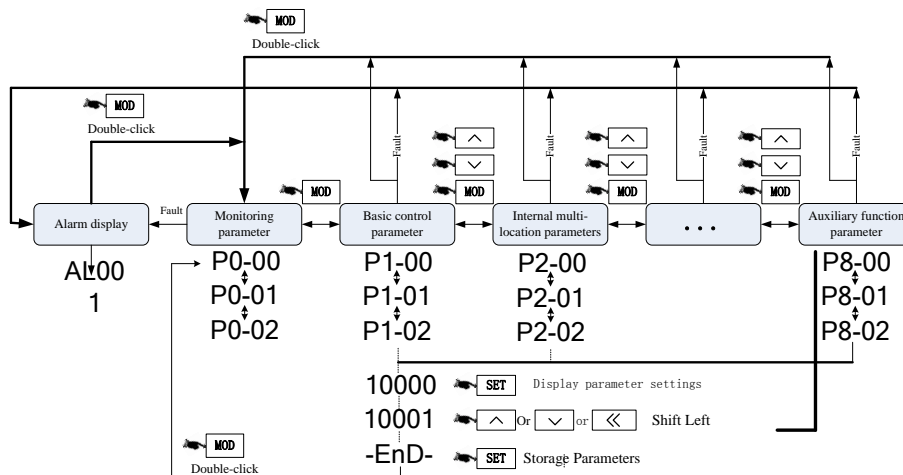 MOD
Double-click
MOD
Double-click
Fault
Fault
Fault
Fault
MOD
MOD
MOD
MOD
Alarm display
Fault
Monitoring
parameter
Basic control
parameter
Internal multi-
location parameters
• • •
Auxiliary function
parameter
AL00
1
P0-00
P0-01
P0-02
P1-00
P1-01
P1-02
P2-00
P2-01
P2-02
P8-00
P8-01
P8-02
10000 SET Display parameter settings
10001 Or or Shift Left
-EnD- SET Storage Parameters
MOD
Double-click